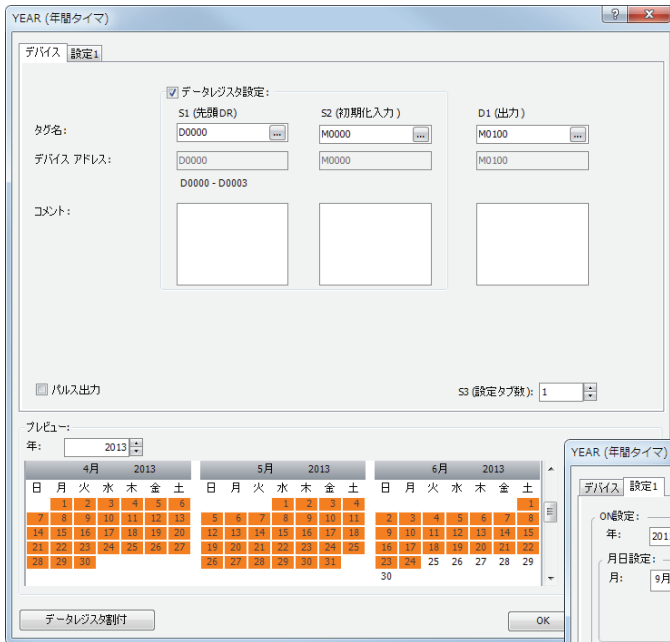 YEAR (年間タイマ)
デバイス 設定1
データレジスタ設定:
S1 (先頭DR) S2 (初期化入力) D1 (出力)
タグ名: D0000 ... M0000 ... M0100 ...
デバイス アドレス: D0000 M0000 M0100
D0000 - D0003
コメント:
パルス出力 S3 (設定タブ数): 1
プレビュー:
年: 2013
4月 2013 5月 2013 6月 2013
日 月 火 水 木 金 土 日 月 火 水 木 金 土 日 月 火 水 木 金 土
1 2 3 4 5 6 1 2 3 4 1
7 8 9 10 11 12 13 5 6 7 8 9 10 11 2 3 4 5 6 7 8
14 15 16 17 18 19 20 12 13 14 15 16 17 18 9 10 11 12 13 14 15
21 22 23 24 25 26 27 19 20 21 22 23 24 25 16 17 18 19 20 21 22
28 29 30 26 27 28 29 30 31 23 24 25 26 27 28 29
30
データレジスタ割付 OK
YEAR (年間タイマ)
デバイス 設定1
ON設定:
年: 201
月日設定:
月: 9月